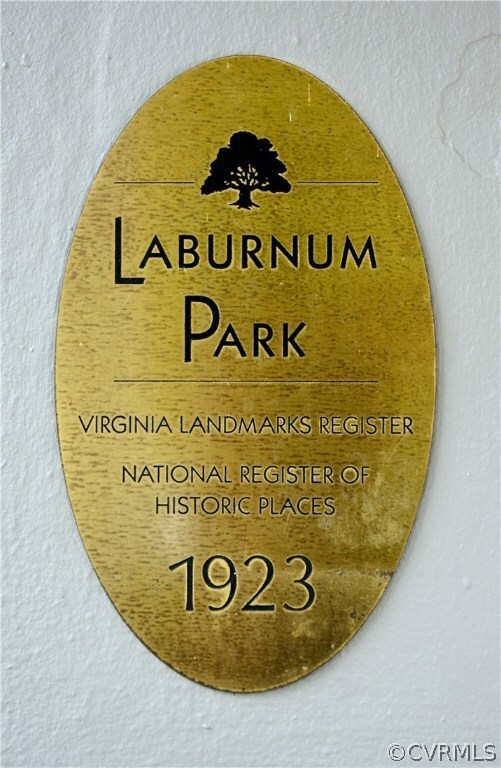 LABURNUM
PARK
VIRGINIA LANDMARKS REGISTER
NATIONAL REGISTER OF
HISTORIC PLACES
1923
©CVRMLS